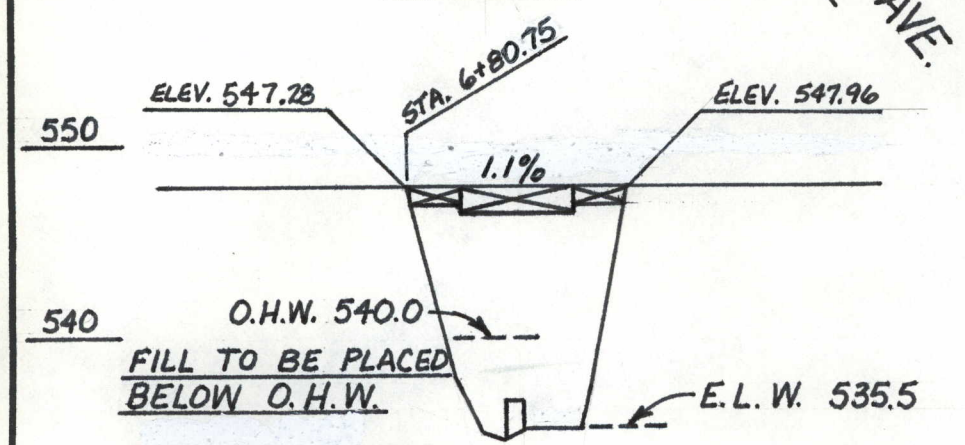 AVE.
STA. 6+80.75
ELEV. 547.28
ELEV. 547.96
550
1.1%
O.H.W. 540.0
540
FILL TO BE PLACED
BELOW O.H.W.
E.L.W. 535.5